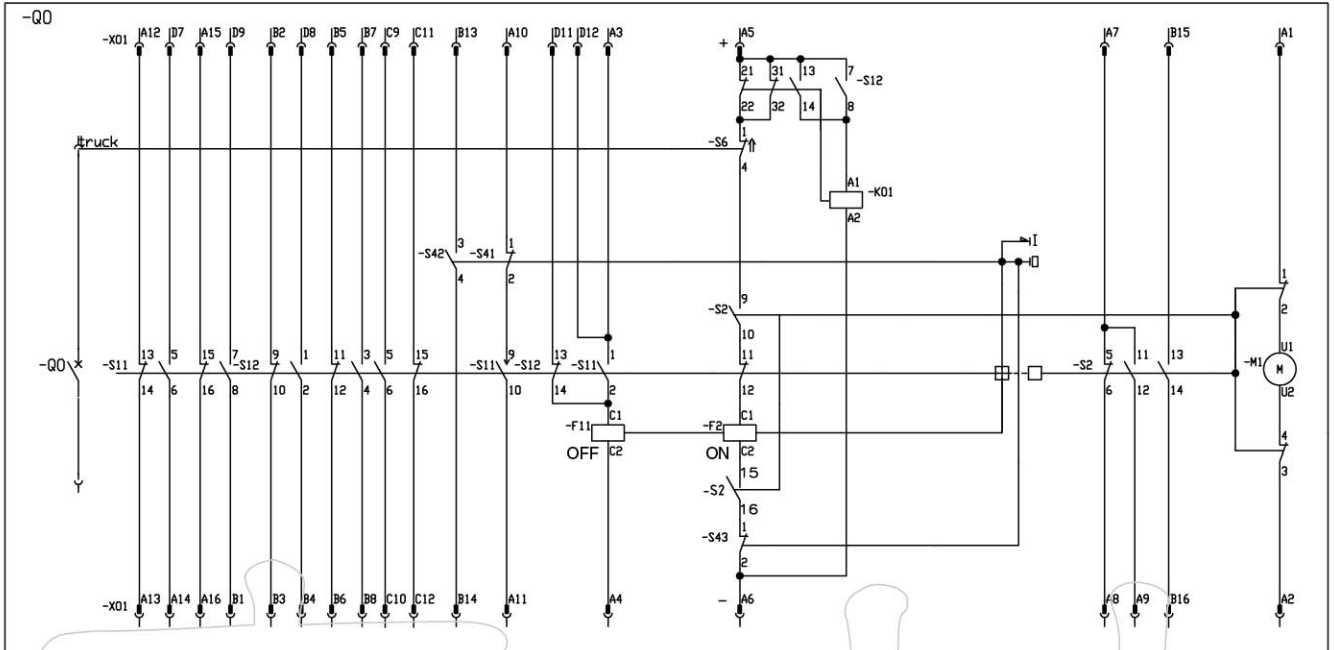 -Q0
-X01 A12 D7 A15 D9 B2 D8 B5 B7 C9 C11 B13 A10 D11 D12 A3 + A5 A7 B15 A1
21 31 13 7 -S12
22 32 14 8
truck -S6 1
4
A1 -K01
A2
I
-S42 3 -S41 1
4 2
1
2
-S2 9
10
U1
-M1 M
U2
-Q0 -S11 13 5 15 7 -S12 9 1 11 3 5 15 -S11 9 -S12 13 -S11 1 11 -S2 5 11 13
14 6 16 8 10 2 12 4 6 16 10 14 2 12 6 12 14
-F11 C1 -F2 C1
OFF C2 ON C2
4
3
15
-S2
16
-S43 1
2
-X01 A13 A14 A16 B1 B3 B4 B6 B8 C10 C12 B14 A11 A4 - A6 A8 A9 B16 A2